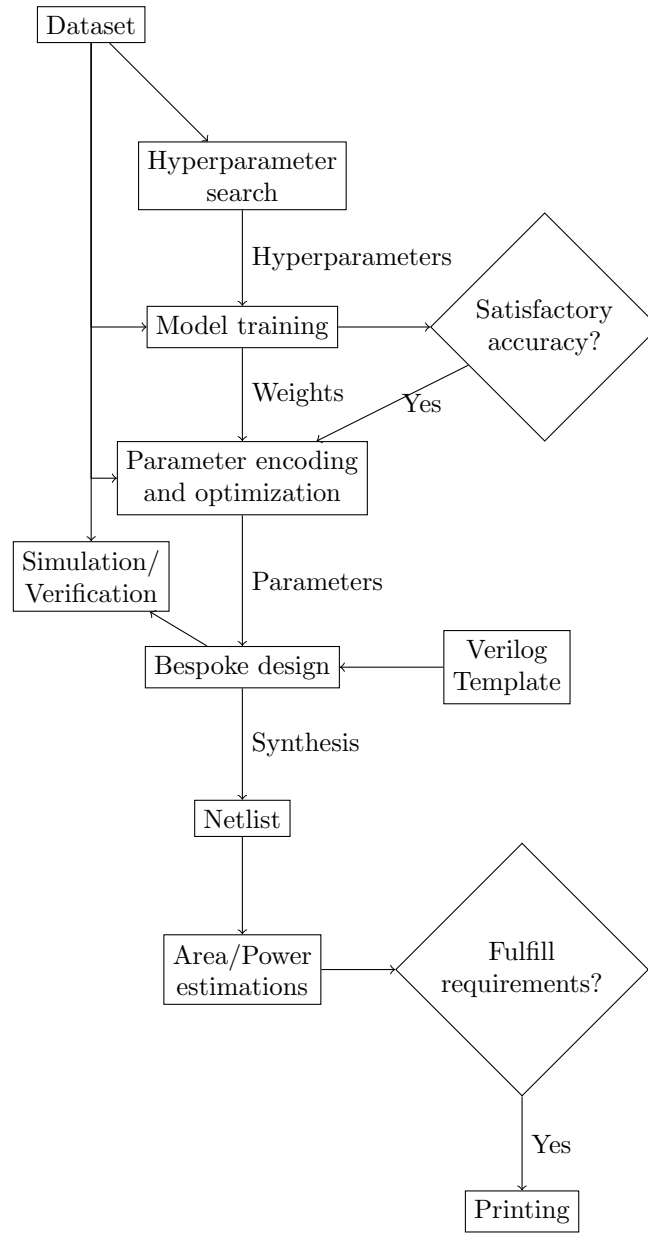 Dataset
Hyperparameter
search
Hyperparameters
Model training
Satisfactory
accuracy?
Weights
Yes
Parameter encoding
and optimization
Simulation/
Verification
Parameters
Bespoke design
Verilog
Template
Synthesis
Netlist
Area/Power
estimations
Fulfill
requirements?
Yes
Printing